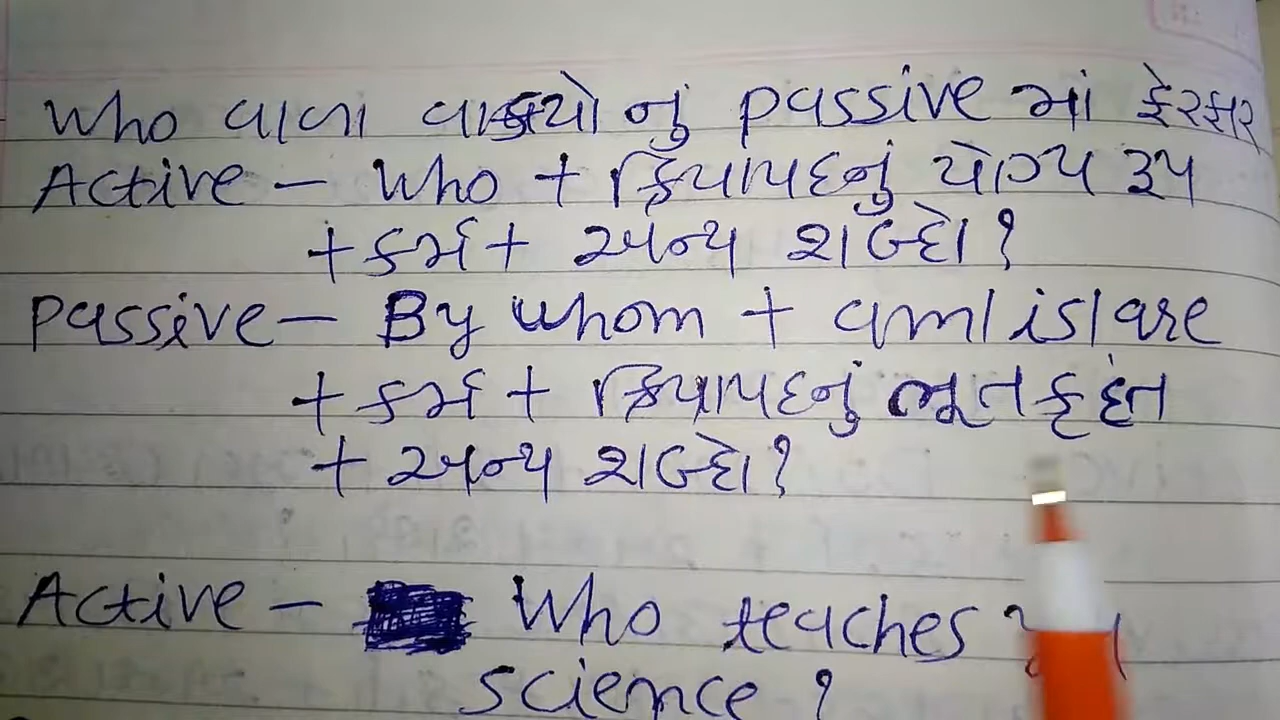 Who વાળા વાક્યો નું passive માં ફેરફાર
Active – Who + ક્રિયાપદનું યોગ્ય રૂપ
+ કર્મ + અન્ય શબ્દો?
Passive – By whom + am/is/are
+ કર્મ + ક્રિયાપદનું ભૂતકૃદંત
+ અન્ય શબ્દો?
Active – Who teaches
science?